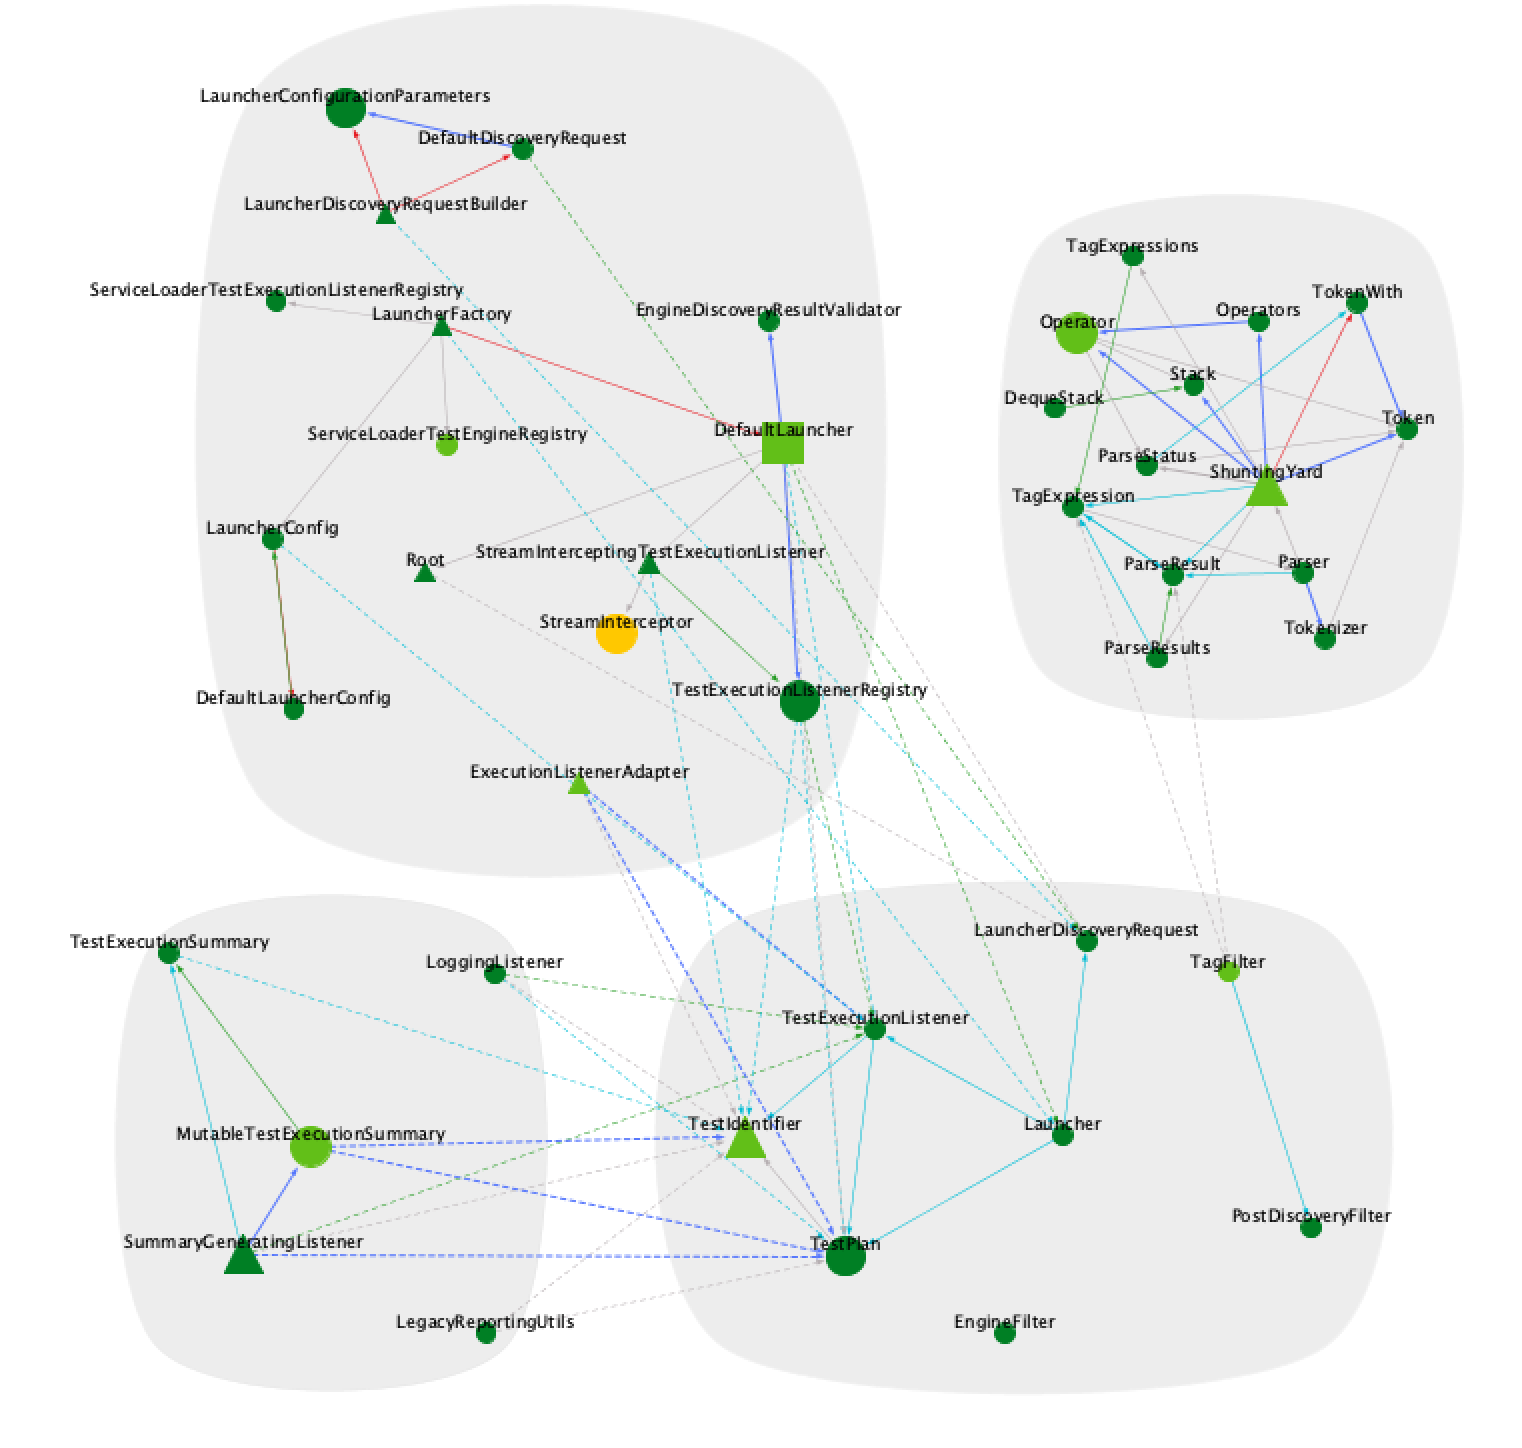 LauncherConfigurationParameters
DefaultDiscoveryRequest
LauncherDiscoveryRequestBuilder
ServiceLoaderTestExecutionListenerRegistry
LauncherFactory
EngineDiscoveryResultValidator
ServiceLoaderTestEngineRegistry
DefaultLauncher
LauncherConfig
Root
StreamInterceptingTestExecutionListener
StreamInterceptor
DefaultLauncherConfig
TestExecutionListenerRegistry
ExecutionListenerAdapter
TagExpressions
TokenWith
Operators
Operator
Stack
DequeStack
Token
ParseStatus
ShuntingYard
TagExpression
ParseResult
Parser
Tokenizer
ParseResults
TestExecutionSummary
LoggingListener
MutableTestExecutionSummary
SummaryGeneratingListener
LegacyReportingUtils
LauncherDiscoveryRequest
TagFilter
TestExecutionListener
TestIdentifier
Launcher
PostDiscoveryFilter
TestPlan
EngineFilter